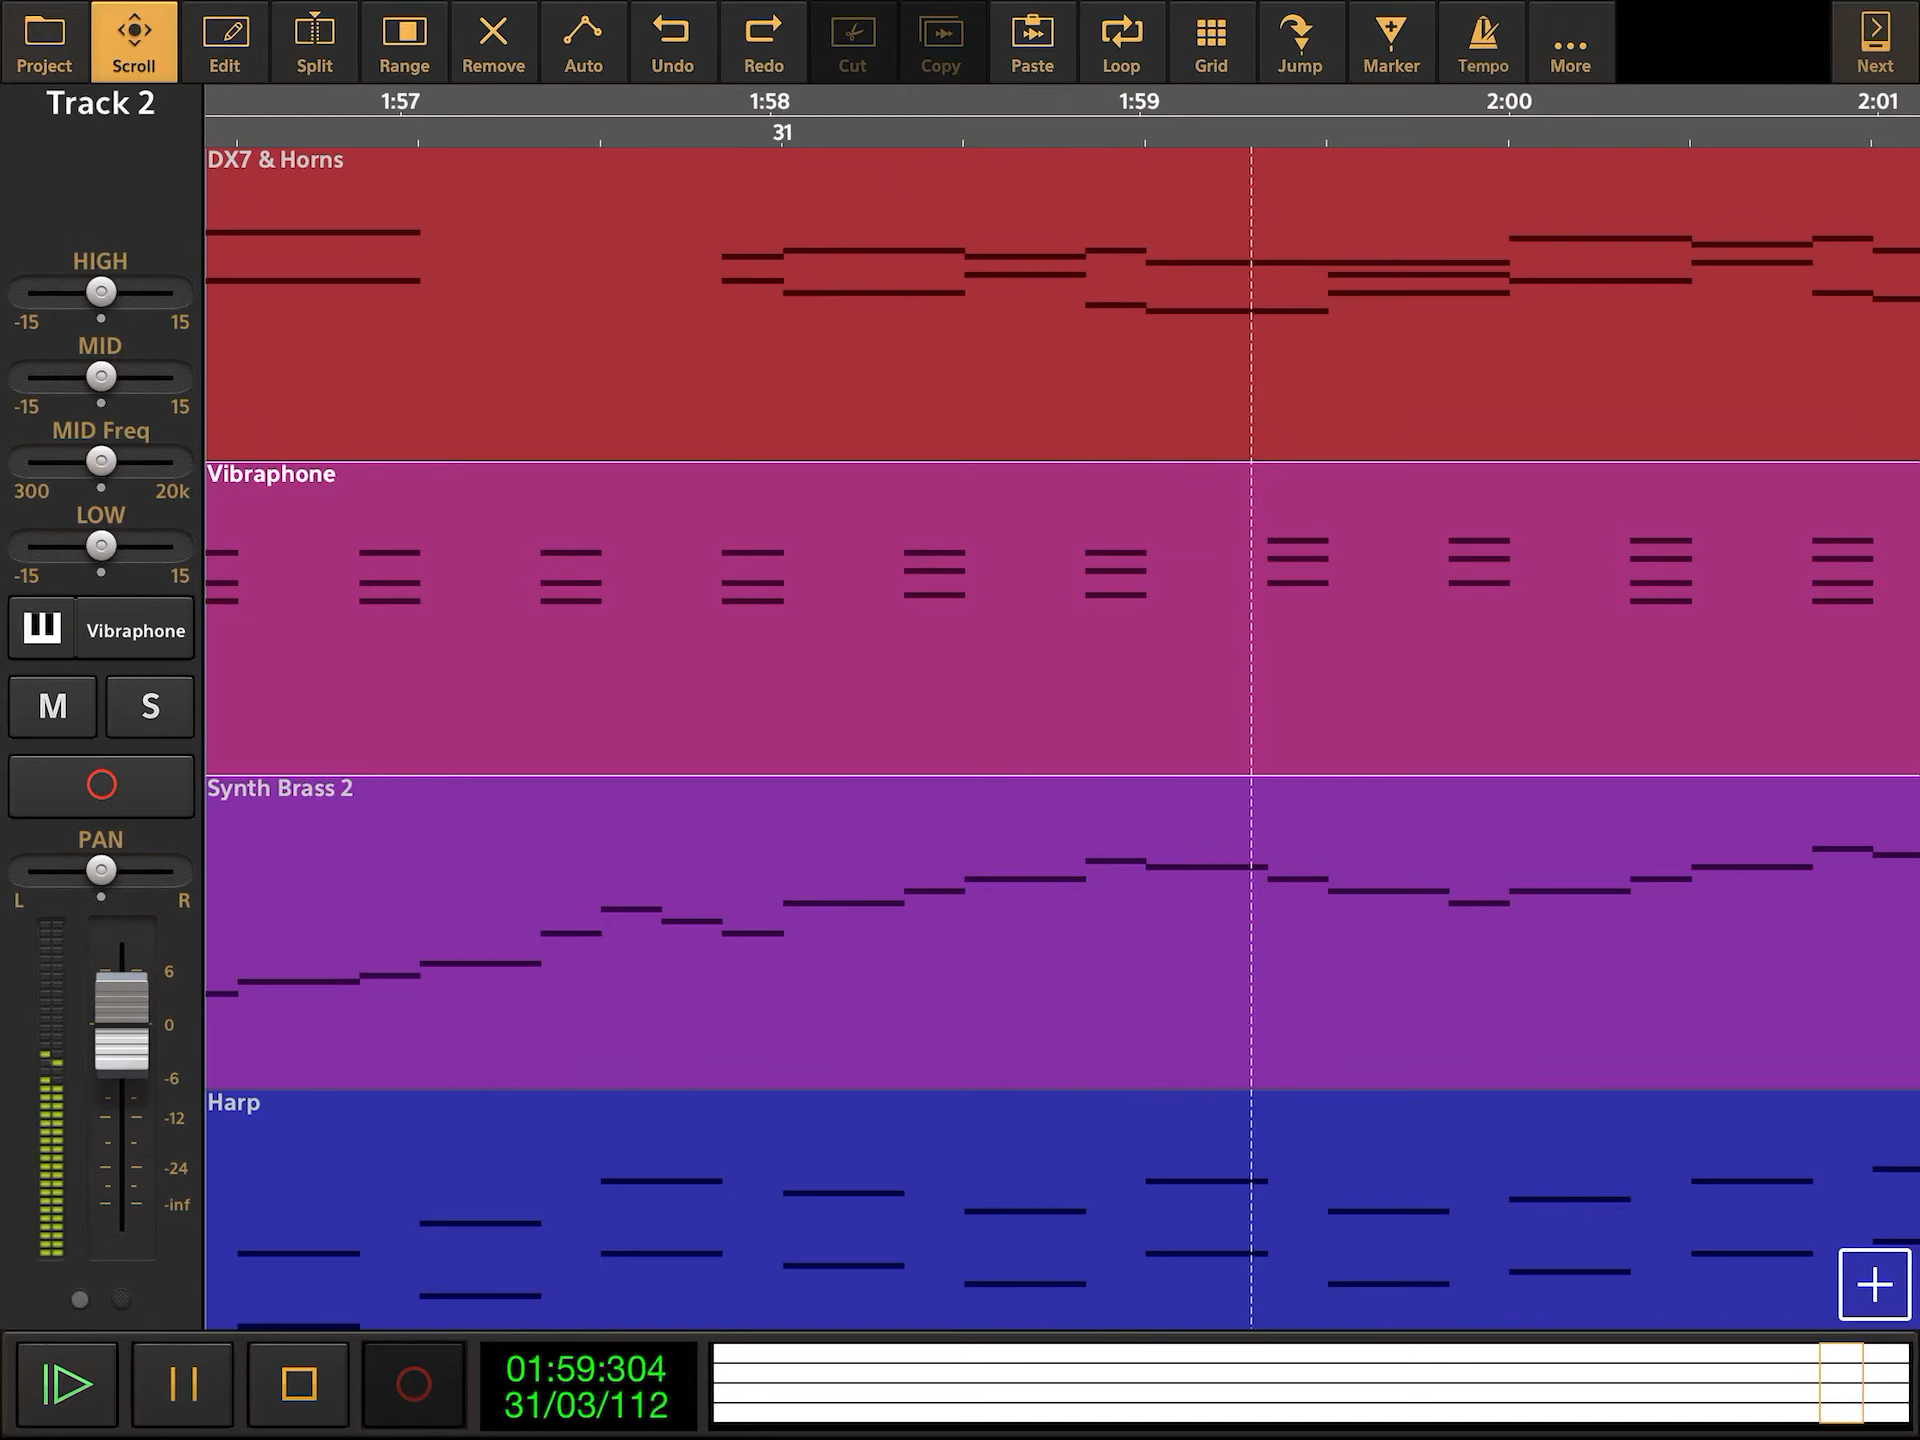 Project Scroll Edit Split Range Remove Auto Undo Redo Cut Copy Paste Loop Grid Jump Marker Tempo More Next
Track 2
1:57 1:58 1:59 2:00 2:01
31
DX7 & Horns
HIGH
-15 15
MID
-15 15
MID Freq
300 20k
LOW
-15 15
Vibraphone
M S
PAN
L R
6
0
-6
-12
-24
-inf
Vibraphone
Synth Brass 2
Harp
01:59:304
31/03/112